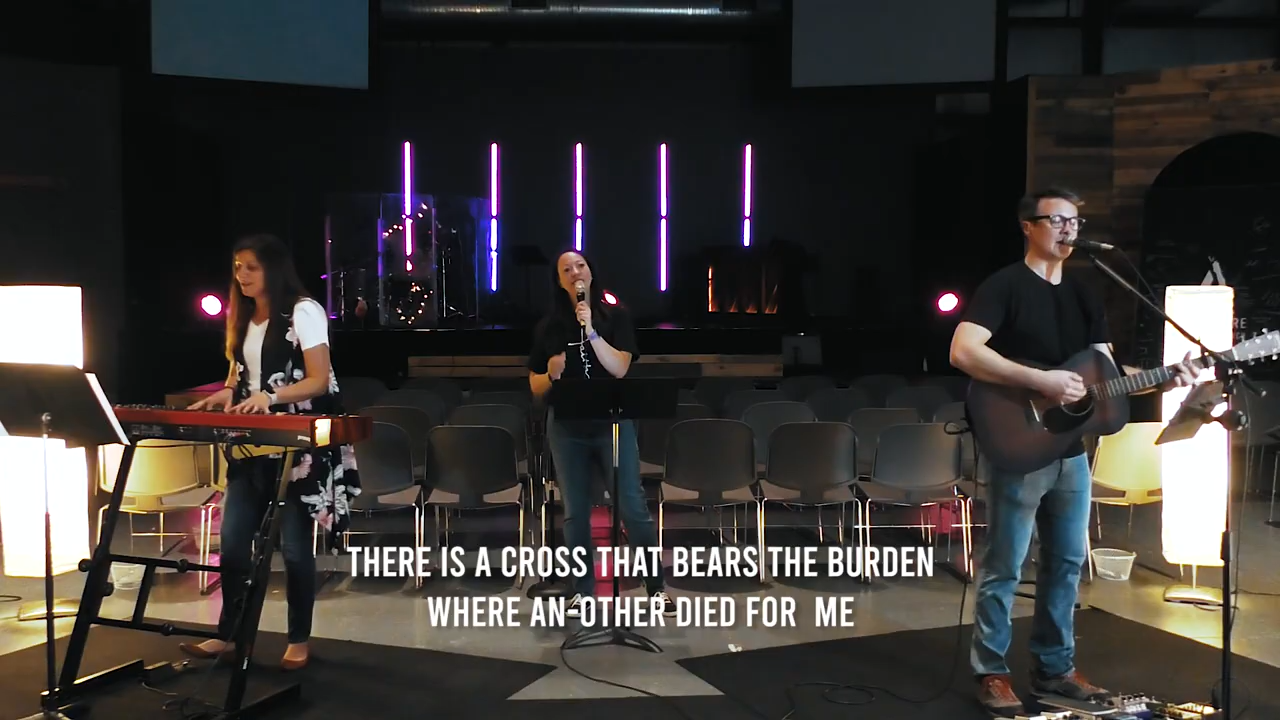 THERE IS A CROSS THAT BEARS THE BURDEN
WHERE AN-OTHER DIED FOR  ME